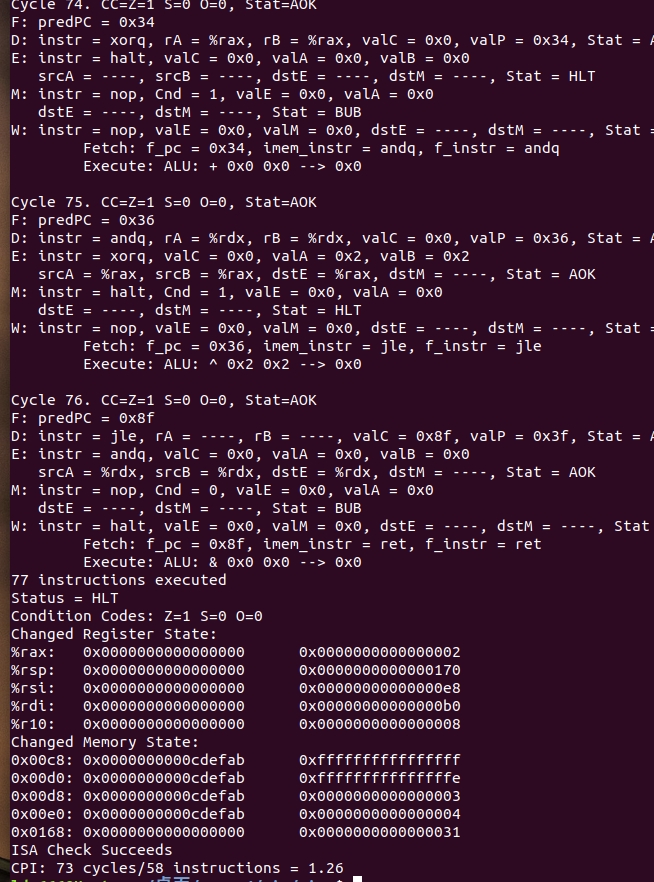 Cycle 74. CC=Z=1 S=0 O=0, Stat=AOK
F: predPC = 0x34
D: instr = xorq, rA = %rax, rB = %rax, valC = 0x0, valP = 0x34, Stat =
E: instr = halt, valC = 0x0, valA = 0x0, valB = 0x0
srcA = ----, srcB = ----, dstE = ----, dstM = ----, Stat = HLT
M: instr = nop, Cnd = 1, valE = 0x0, valA = 0x0
dstE = ----, dstM = ----, Stat = BUB
W: instr = nop, valE = 0x0, valM = 0x0, dstE = ----, dstM = ----, Stat =
Fetch: f_pc = 0x34, imem_instr = andq, f_instr = andq
Execute: ALU: + 0x0 0x0 --> 0x0
Cycle 75. CC=Z=1 S=0 O=0, Stat=AOK
F: predPC = 0x36
D: instr = andq, rA = %rdx, rB = %rdx, valC = 0x0, valP = 0x36, Stat =
E: instr = xorq, valC = 0x0, valA = 0x2, valB = 0x2
srcA = %rax, srcB = %rax, dstE = %rax, dstM = ----, Stat = AOK
M: instr = halt, Cnd = 1, valE = 0x0, valA = 0x0
dstE = ----, dstM = ----, Stat = HLT
W: instr = nop, valE = 0x0, valM = 0x0, dstE = ----, dstM = ----, Stat =
Fetch: f_pc = 0x36, imem_instr = jle, f_instr = jle
Execute: ALU: ^ 0x2 0x2 --> 0x0
Cycle 76. CC=Z=1 S=0 O=0, Stat=AOK
F: predPC = 0x8f
D: instr = jle, rA = ----, rB = ----, valC = 0x8f, valP = 0x3f, Stat =
E: instr = andq, valC = 0x0, valA = 0x0, valB = 0x0
srcA = %rdx, srcB = %rdx, dstE = %rdx, dstM = ----, Stat = AOK
M: instr = nop, Cnd = 0, valE = 0x0, valA = 0x0
dstE = ----, dstM = ----, Stat = BUB
W: instr = halt, valE = 0x0, valM = 0x0, dstE = ----, dstM = ----, Stat
Fetch: f_pc = 0x8f, imem_instr = ret, f_instr = ret
Execute: ALU: & 0x0 0x0 --> 0x0
77 instructions executed
Status = HLT
Condition Codes: Z=1 S=0 O=0
Changed Register State:
%rax: 0x0000000000000000 0x0000000000000002
%rsp: 0x0000000000000000 0x0000000000000170
%rsi: 0x0000000000000000 0x00000000000000e8
%rdi: 0x0000000000000000 0x00000000000000b0
%r10: 0x0000000000000000 0x0000000000000008
Changed Memory State:
0x00c8: 0x0000000000cdefab 0xffffffffffffffff
0x00d0: 0x0000000000cdefab 0xfffffffffffffffe
0x00d8: 0x0000000000cdefab 0x0000000000000003
0x00e0: 0x0000000000cdefab 0x0000000000000004
0x0168: 0x0000000000000000 0x0000000000000031
ISA Check Succeeds
CPI: 73 cycles/58 instructions = 1.26